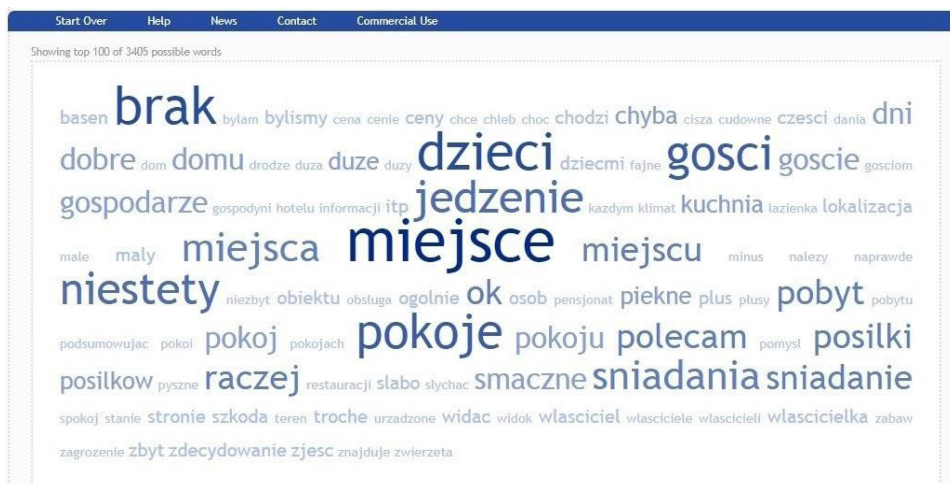 Start Over Help News Contact Commercial Use
Showing top 100 of 3405 possible words
basen brak bylam bylismy cena cenie ceny chce chleb choc chodzi chyba cisza cudowne czesci dania dni
dobre dom domu drodze duza duze duzy dzieci dziecmi fajne gosci goscie gosciom
gospodarze gospodyni hotelu informacji itp jedzenie kazdym klimat kuchnia lazienka lokalizacja
male maly miejsca miejsce miejscu minus nalezy naprawde
niestety niezbyt obiektu obsluga ogolnie ok osob pensjonat piekne plus plusy pobyt pobytu
podsumowujac pokoi pokoj pokojach pokoje pokoju polecam pomysl posilki
posilkow pyszne raczej restauracji slabo slychac smaczne sniadania sniadanie
spokoj stanie stronie szkoda teren troche urzadzone widac widok wlasciciel wlasciciele wlascicieli wlascicielka zabaw
zagrozenie zbyt zdecydowanie zjesc znajduje zwierzeta